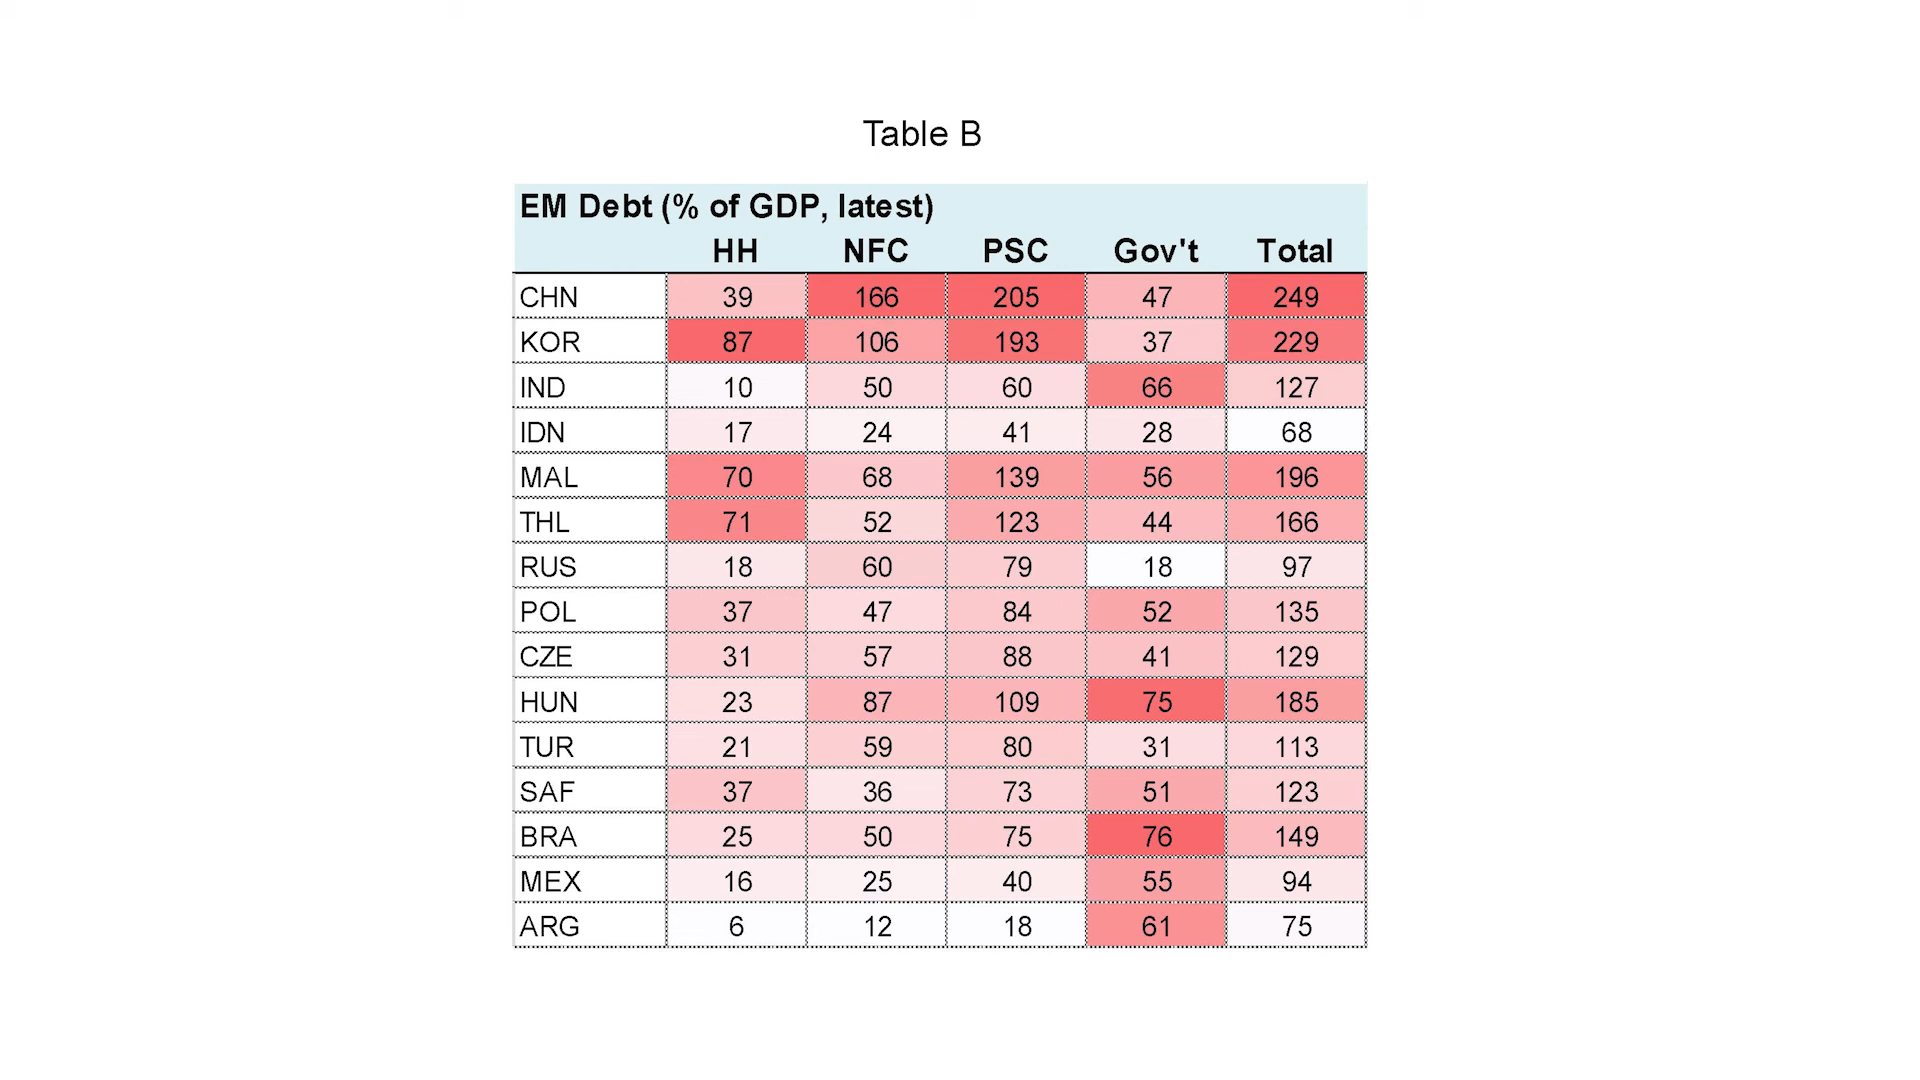 Table B
EM Debt (% of GDP, latest)
HH NFC PSC Gov't Total
CHN 39 166 205 47 249
KOR 87 106 193 37 229
IND 10 50 60 66 127
IDN 17 24 41 28 68
MAL 70 68 139 56 196
THL 71 52 123 44 166
RUS 18 60 79 18 97
POL 37 47 84 52 135
CZE 31 57 88 41 129
HUN 23 87 109 75 185
TUR 21 59 80 31 113
SAF 37 36 73 51 123
BRA 25 50 75 76 149
MEX 16 25 40 55 94
ARG 6 12 18 61 75